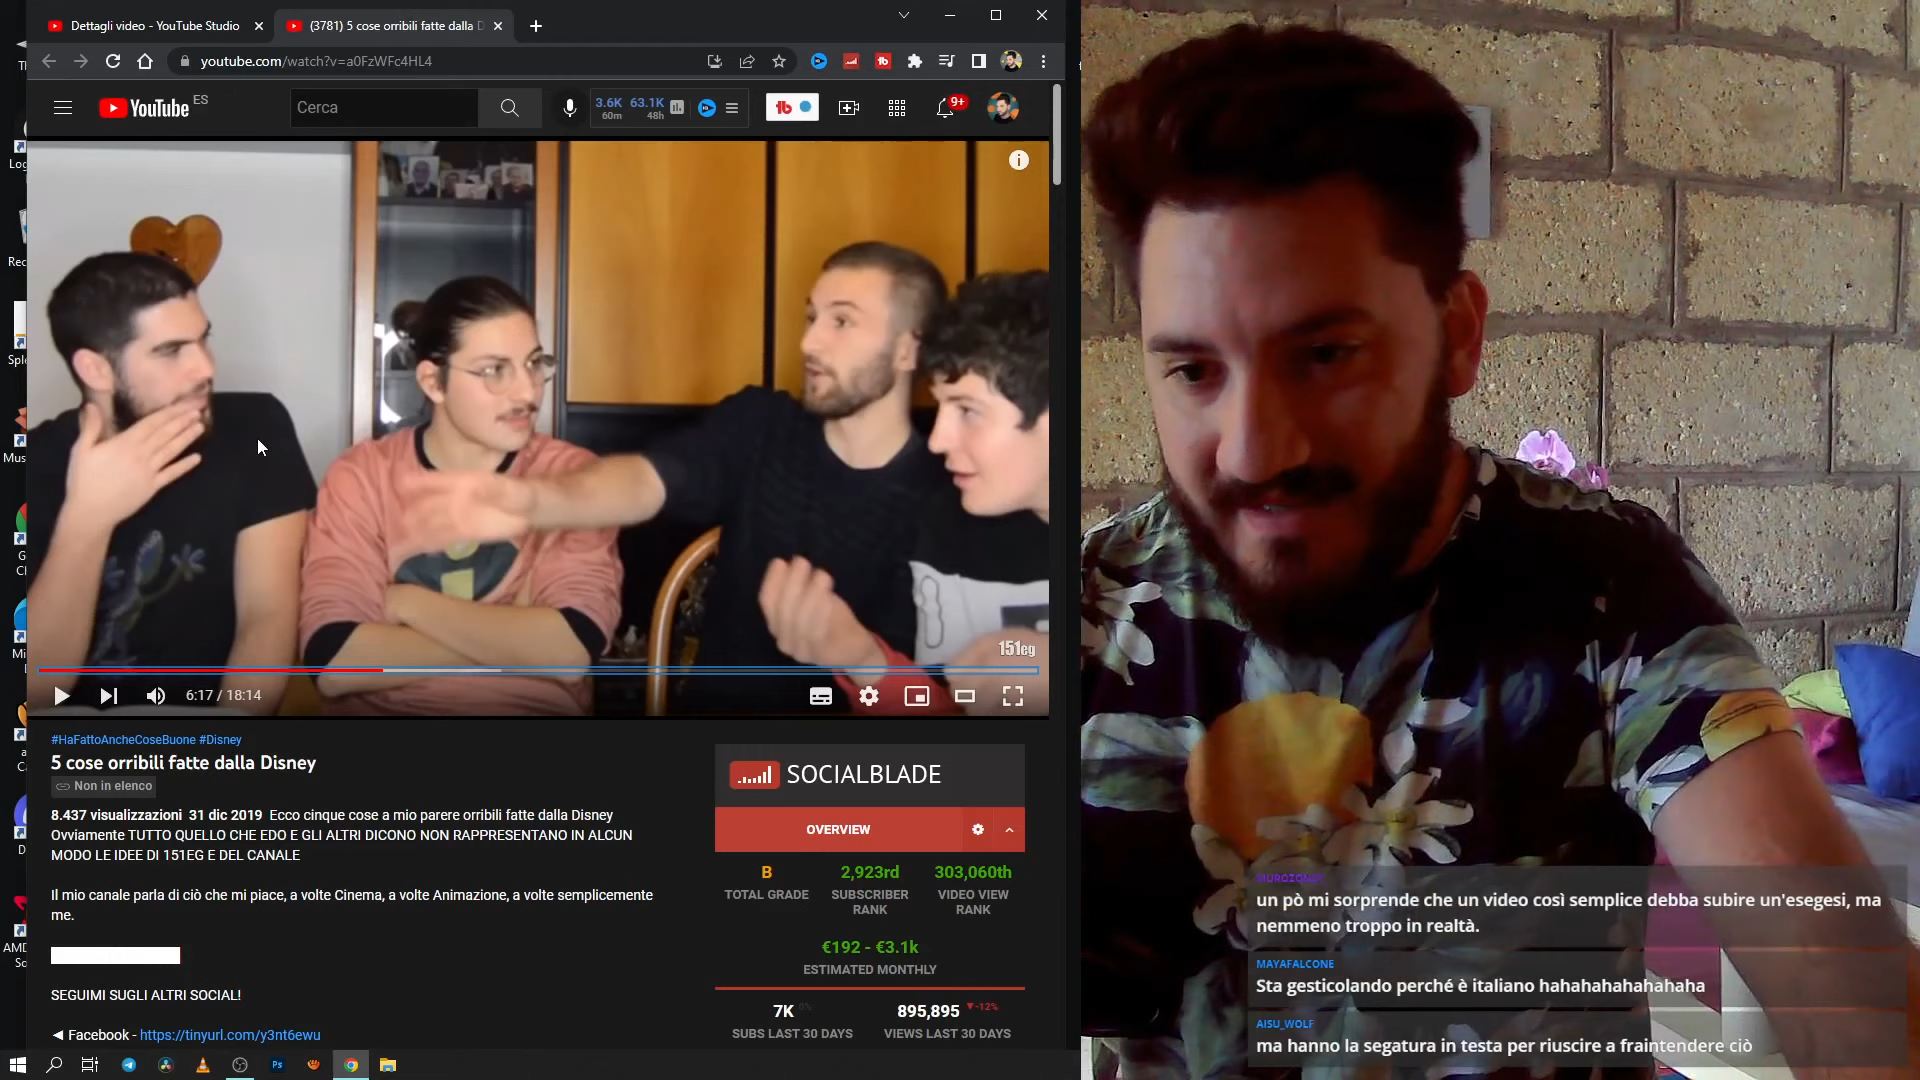 Dettagli video - YouTube Studio
(3781) 5 cose orribili fatte dalla D
youtube.com/watch?v=a0FzWFc4HL4
YouTube ES
Cerca
3.6K 63.1K
60m 48h
9+
151eg
6:17 / 18:14
#HaFattoAncheCoseBuone #Disney
5 cose orribili fatte dalla Disney
Non in elenco
8.437 visualizzazioni 31 dic 2019 Ecco cinque cose a mio parere orribili fatte dalla Disney
Ovviamente TUTTO QUELLO CHE EDO E GLI ALTRI DICONO NON RAPPRESENTANO IN ALCUN
MODO LE IDEE DI 151EG E DEL CANALE
Il mio canale parla di ciò che mi piace, a volte Cinema, a volte Animazione, a volte semplicemente
me.
SEGUIMI SUGLI ALTRI SOCIAL!
◄ Facebook - https://tinyurl.com/y3nt6ewu
SOCIALBLADE
OVERVIEW
B 2,923rd 303,060th
TOTAL GRADE SUBSCRIBER RANK VIDEO VIEW RANK
€192 - €3.1k
ESTIMATED MONTHLY
7K 0% 895,895 ▼-12%
SUBS LAST 30 DAYS VIEWS LAST 30 DAYS
un pò mi sorprende che un video così semplice debba subire un'esegesi, ma
nemmeno troppo in realtà.
MAYAFALCONE
Sta gesticolando perché è italiano hahahahahahahaha
AISU_WOLF
ma hanno la segatura in testa per riuscire a fraintendere ciò